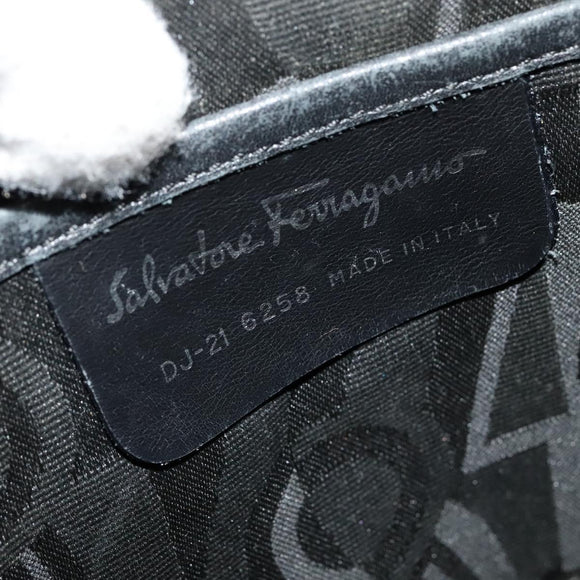 Salvatore Ferragamo
DJ-21 6258 MADE IN ITALY